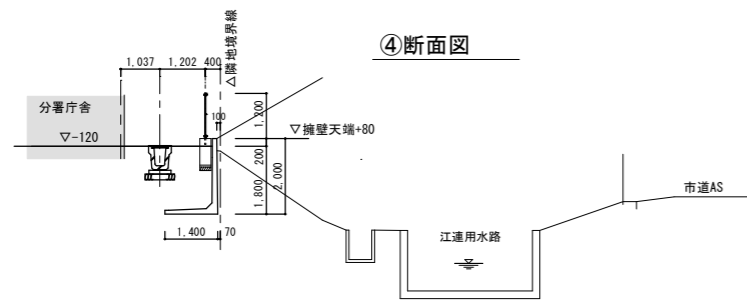 ④断面図
1,037
1,202
400
△隣地境界線
分署庁舎
▽-120
100
1,200
▽擁壁天端+80
200
1,800
2,000
1,400
70
江連用水路
市道AS